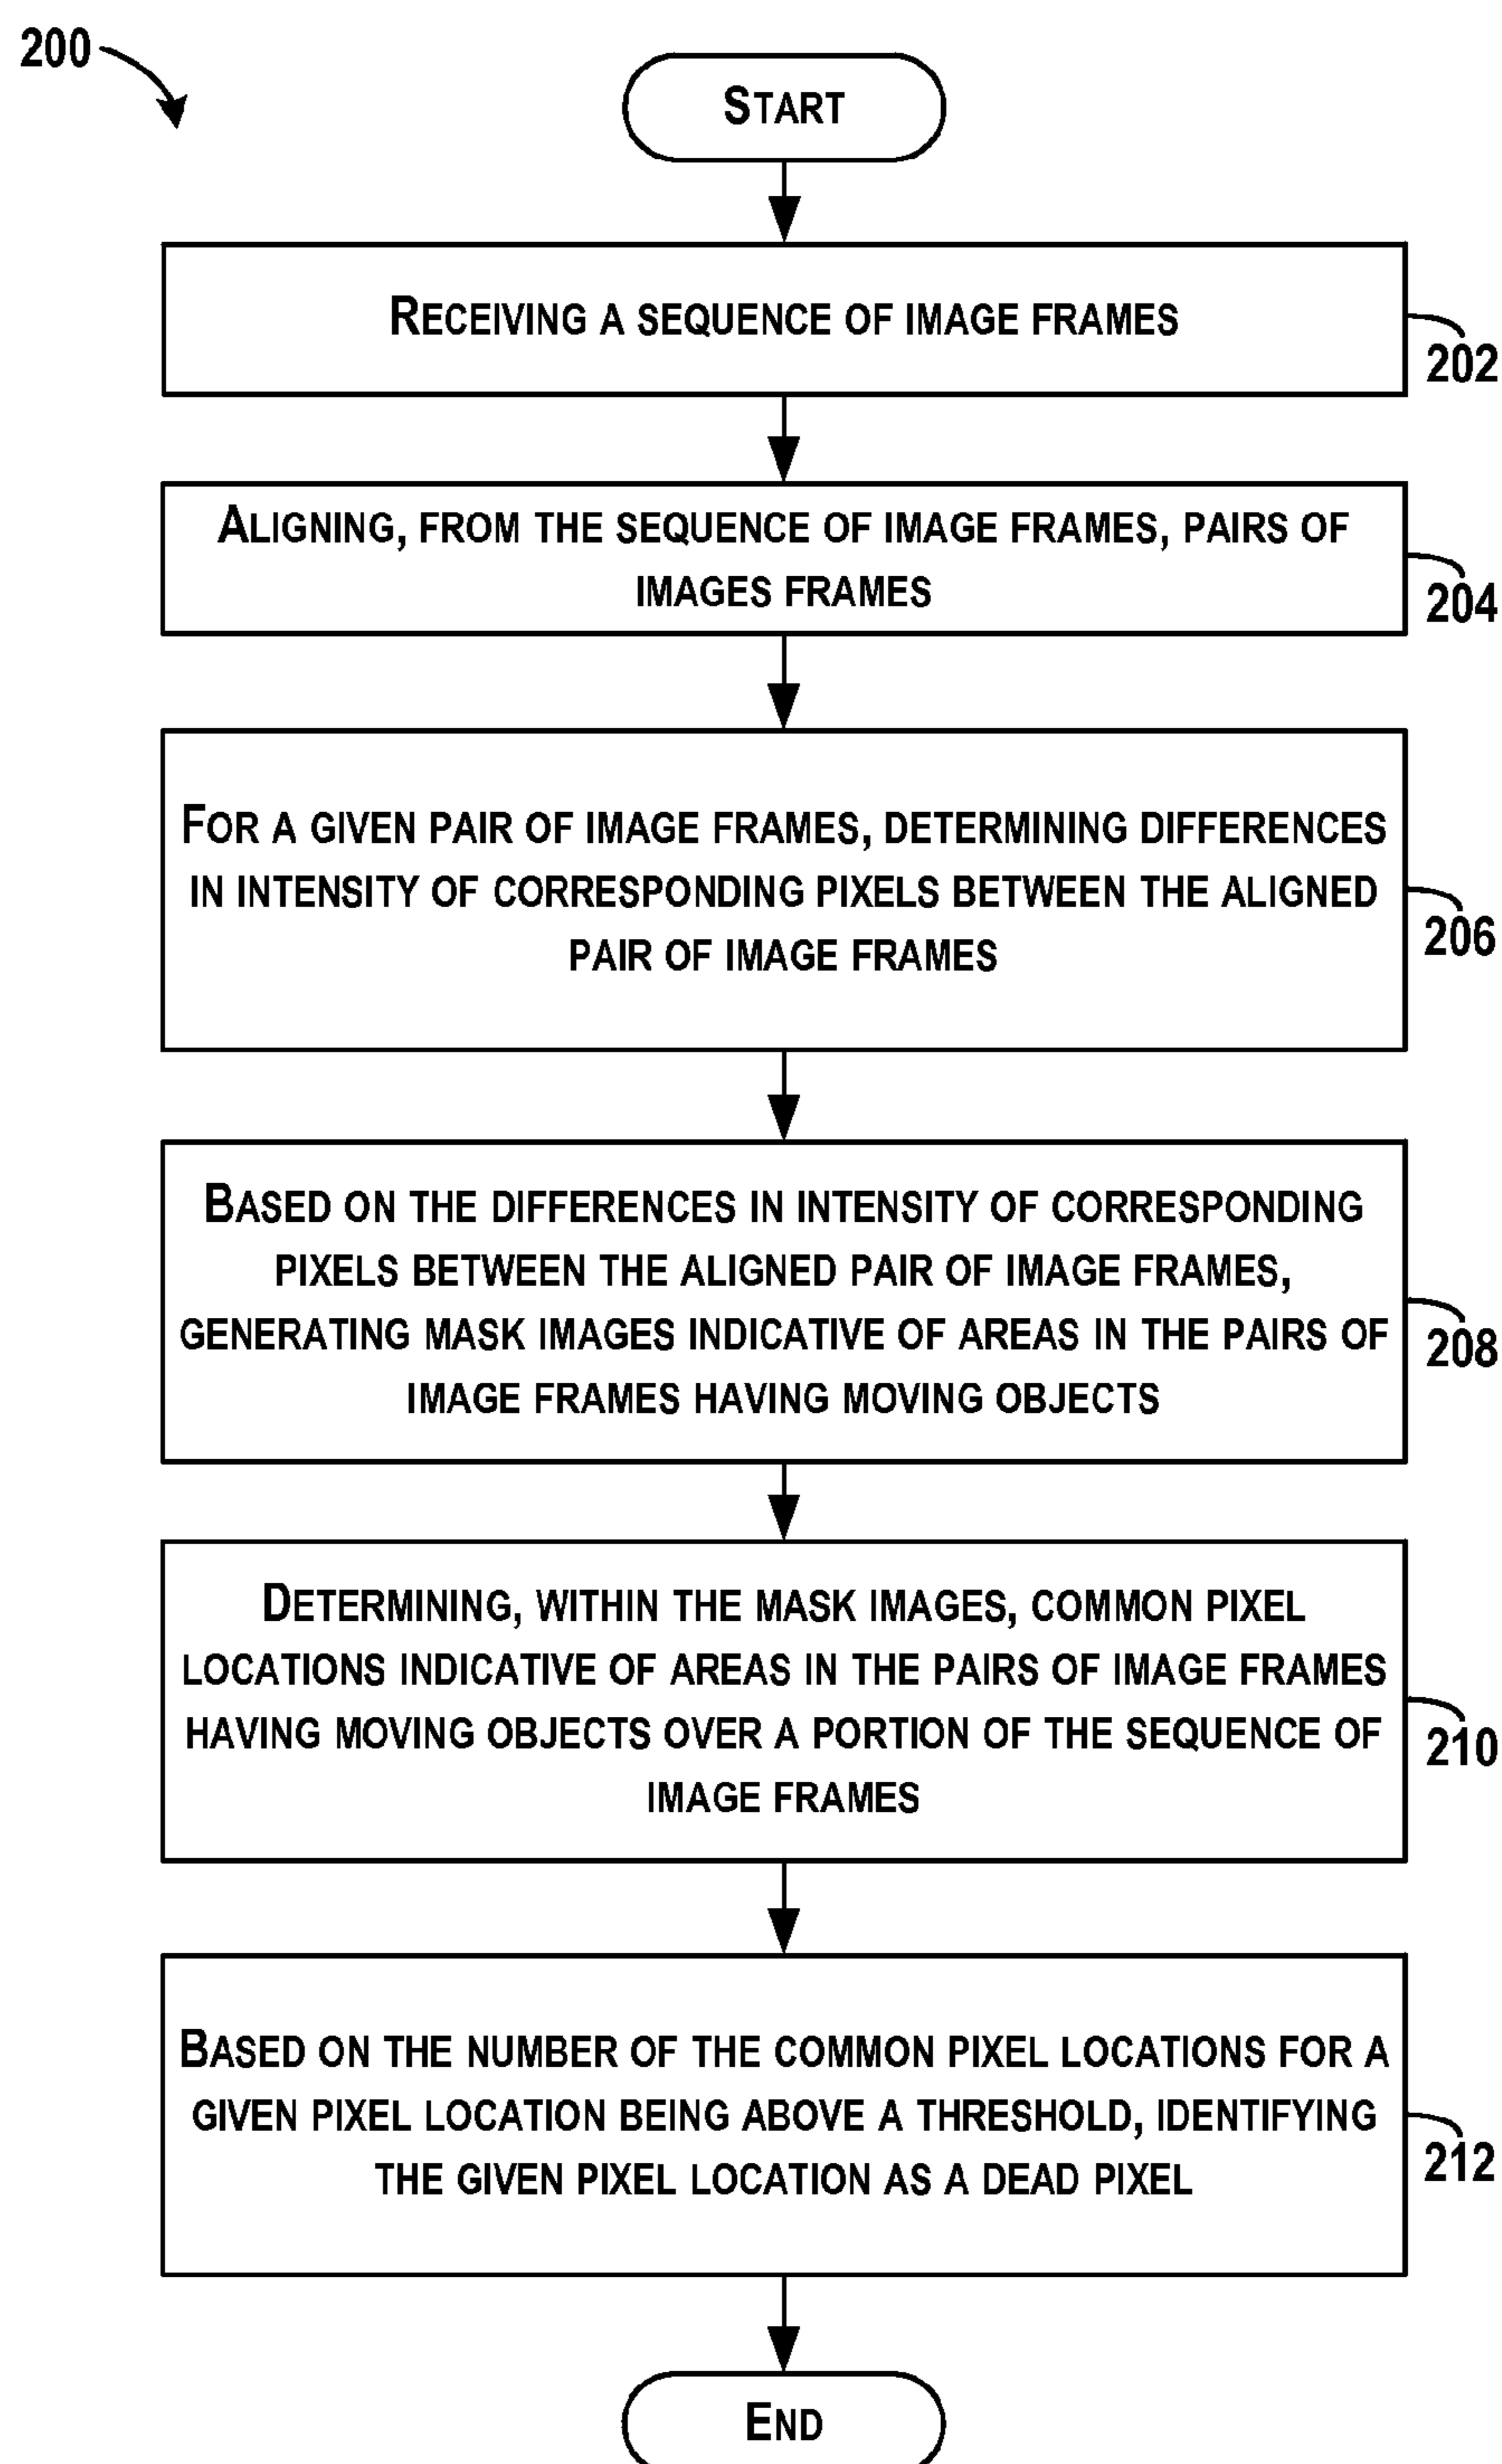 200
START
RECEIVING A SEQUENCE OF IMAGE FRAMES
202
ALIGNING, FROM THE SEQUENCE OF IMAGE FRAMES, PAIRS OF
IMAGES FRAMES
204
FOR A GIVEN PAIR OF IMAGE FRAMES, DETERMINING DIFFERENCES
IN INTENSITY OF CORRESPONDING PIXELS BETWEEN THE ALIGNED
PAIR OF IMAGE FRAMES
206
BASED ON THE DIFFERENCES IN INTENSITY OF CORRESPONDING
PIXELS BETWEEN THE ALIGNED PAIR OF IMAGE FRAMES,
GENERATING MASK IMAGES INDICATIVE OF AREAS IN THE PAIRS OF
IMAGE FRAMES HAVING MOVING OBJECTS
208
DETERMINING, WITHIN THE MASK IMAGES, COMMON PIXEL
LOCATIONS INDICATIVE OF AREAS IN THE PAIRS OF IMAGE FRAMES
HAVING MOVING OBJECTS OVER A PORTION OF THE SEQUENCE OF
IMAGE FRAMES
210
BASED ON THE NUMBER OF THE COMMON PIXEL LOCATIONS FOR A
GIVEN PIXEL LOCATION BEING ABOVE A THRESHOLD, IDENTIFYING
THE GIVEN PIXEL LOCATION AS A DEAD PIXEL
212
END